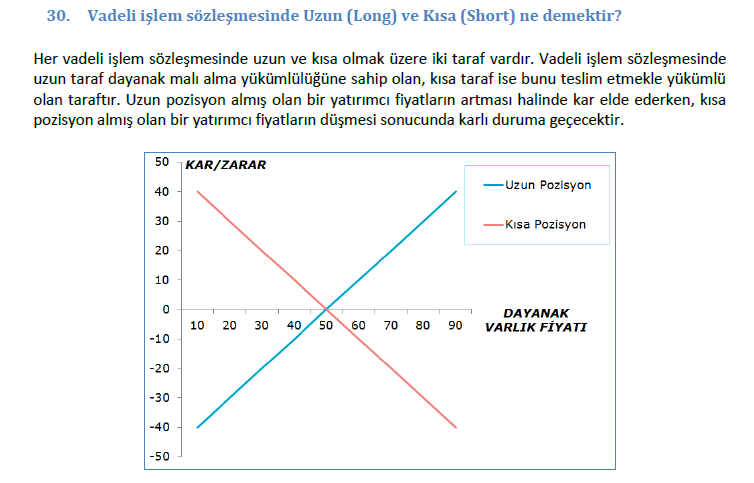 30. Vadeli işlem sözleşmesinde Uzun (Long) ve Kısa (Short) ne demektir?
Her vadeli işlem sözleşmesinde uzun ve kısa olmak üzere iki taraf vardır. Vadeli işlem sözleşmesinde
uzun taraf dayanak malı alma yükümlülüğüne sahip olan, kısa taraf ise bunu teslim etmekle yükümlü
olan taraftır. Uzun pozisyon almış olan bir yatırımcı fiyatların artması halinde kar elde ederken, kısa
pozisyon almış olan bir yatırımcı fiyatların düşmesi sonucunda karlı duruma geçecektir.
KAR/ZARAR
50
40
30
20
10
0
-10
-20
-30
-40
-50
10 20 30 40 50 60 70 80 90
DAYANAK
VARLIK FİYATI
Uzun Pozisyon
Kısa Pozisyon